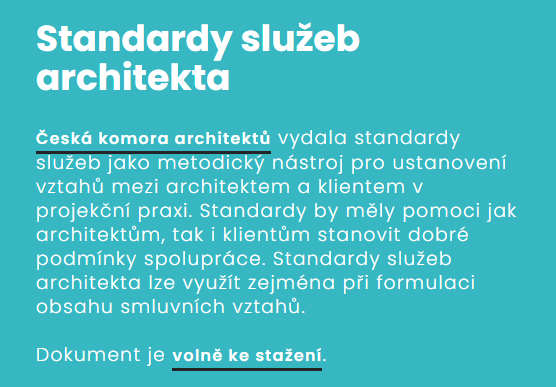 Standardy služeb
architekta
Česká komora architektů vydala standardy
služeb jako metodický nástroj pro ustanovení
vztahů mezi architektem a klientem v
projekční praxi. Standardy by měly pomoci jak
architektům, tak i klientům stanovit dobré
podmínky spolupráce. Standardy služeb
architekta lze využít zejména při formulaci
obsahu smluvních vztahů.
Dokument je volně ke stažení.